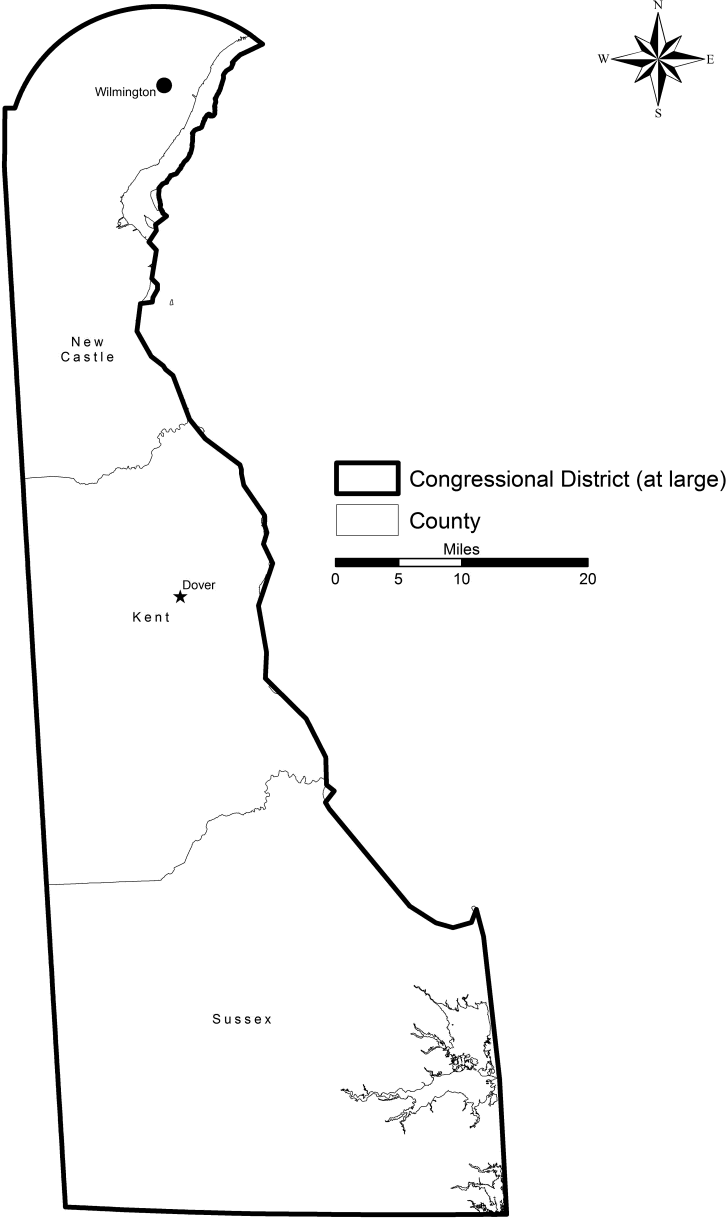 N
W E
S
Wilmington
New
Castle
Congressional District (at large)
County
Miles
0 5 10 20
Dover
Kent
Sussex